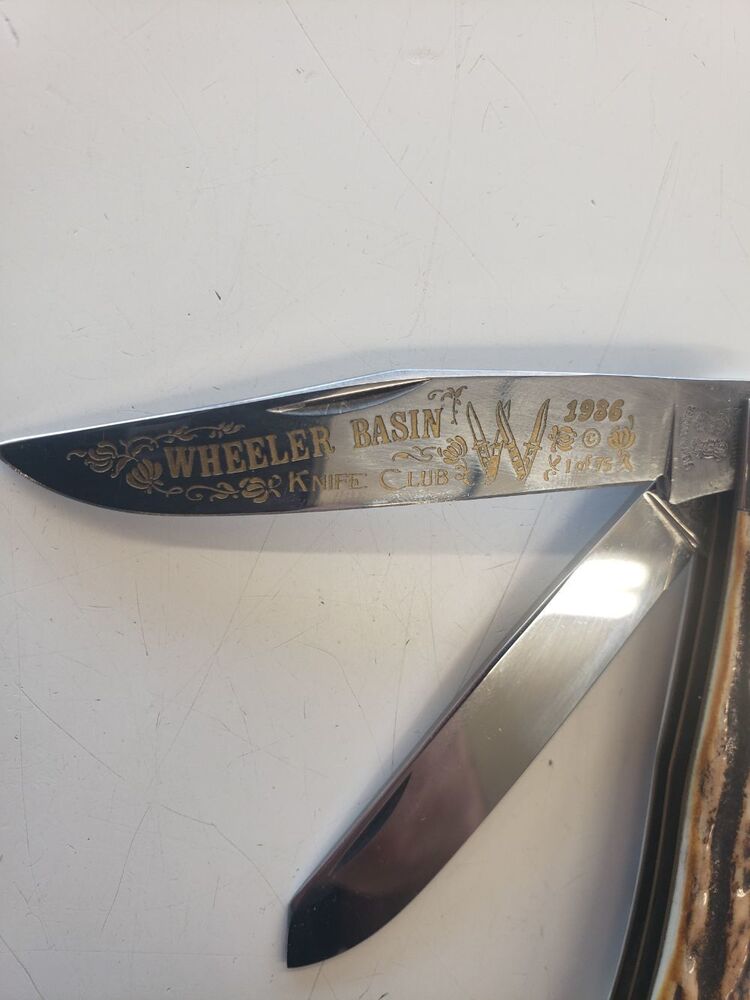 WHEELER BASIN
KNIFE CLUB
W
1986
©
1 of 75